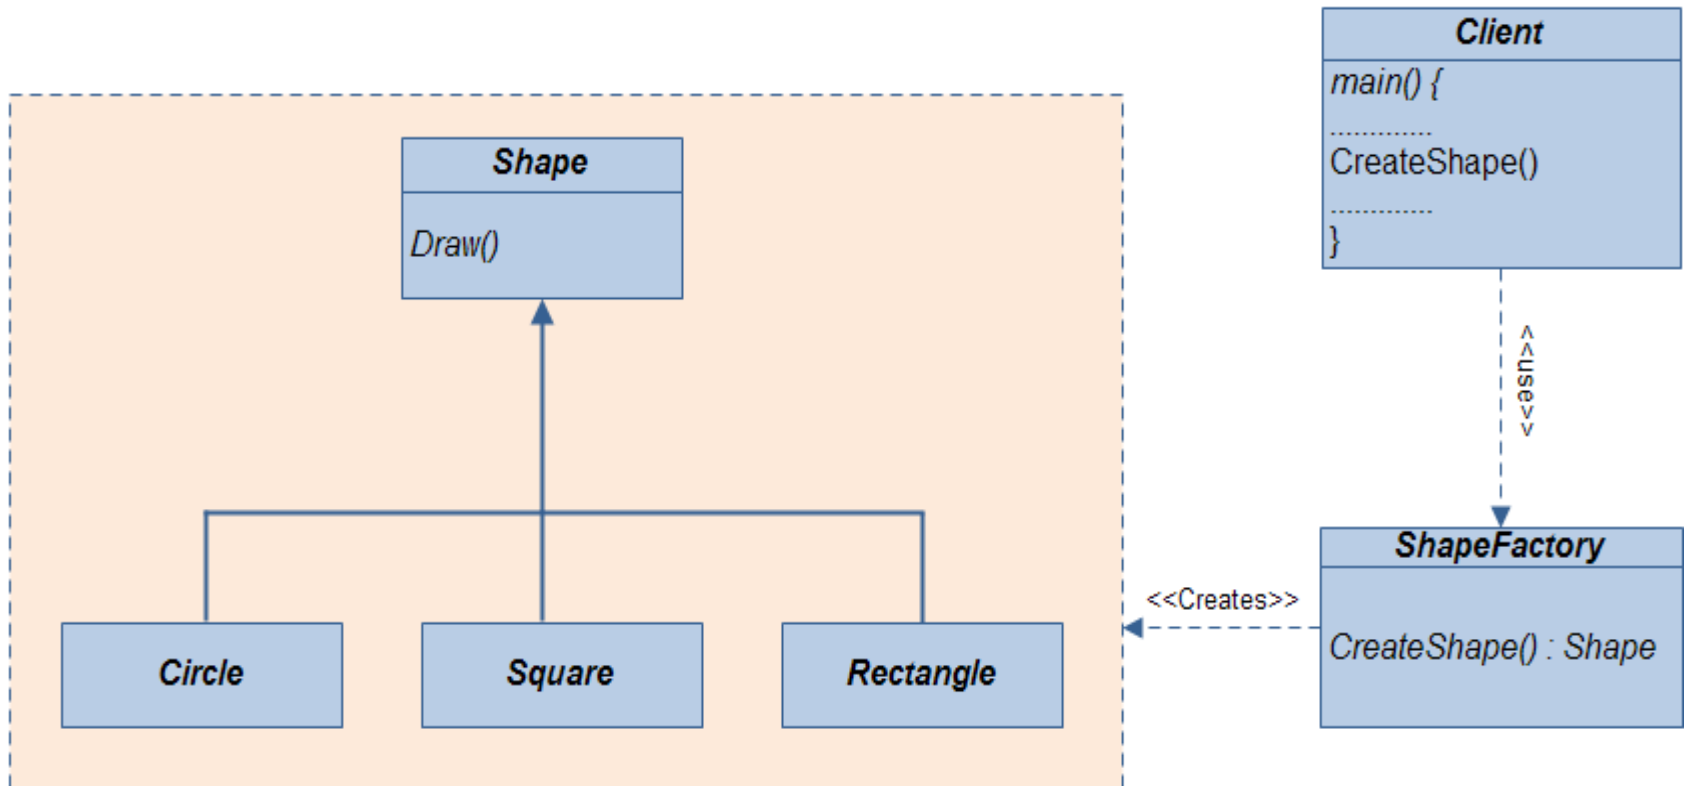 Client
main() {
.............
CreateShape()
.............
}
Shape
Draw()
<<use>>
ShapeFactory
<<Creates>>
CreateShape() : Shape
Circle
Square
Rectangle